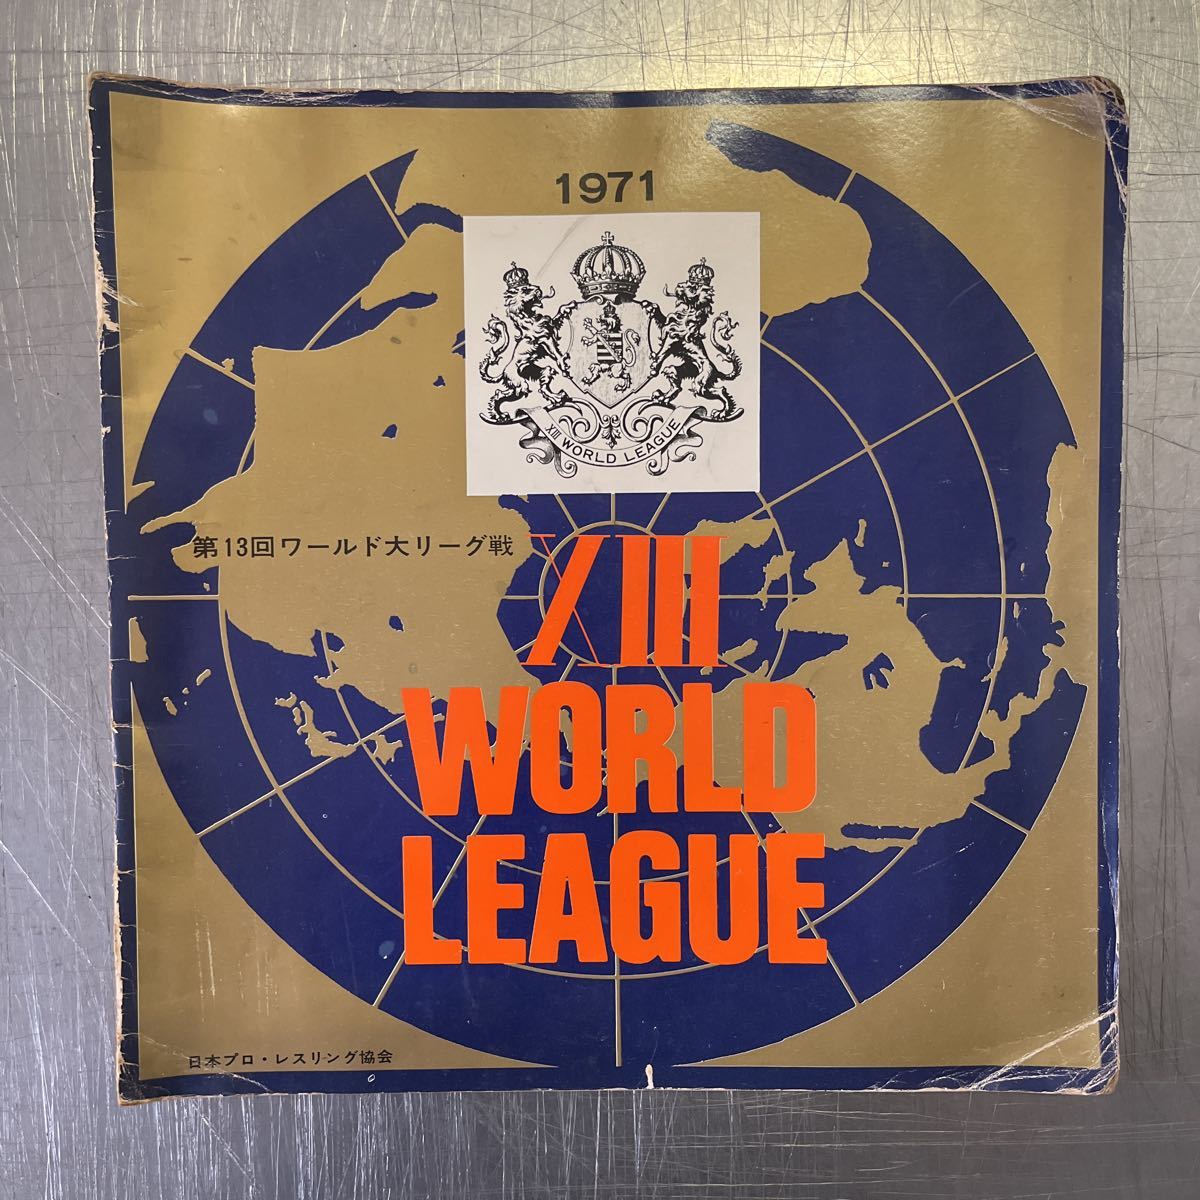 1971
XIII WORLD LEAGUE
第13回ワールド大リーグ戦
XIII
WORLD
LEAGUE
日本プロ・レスリング協会